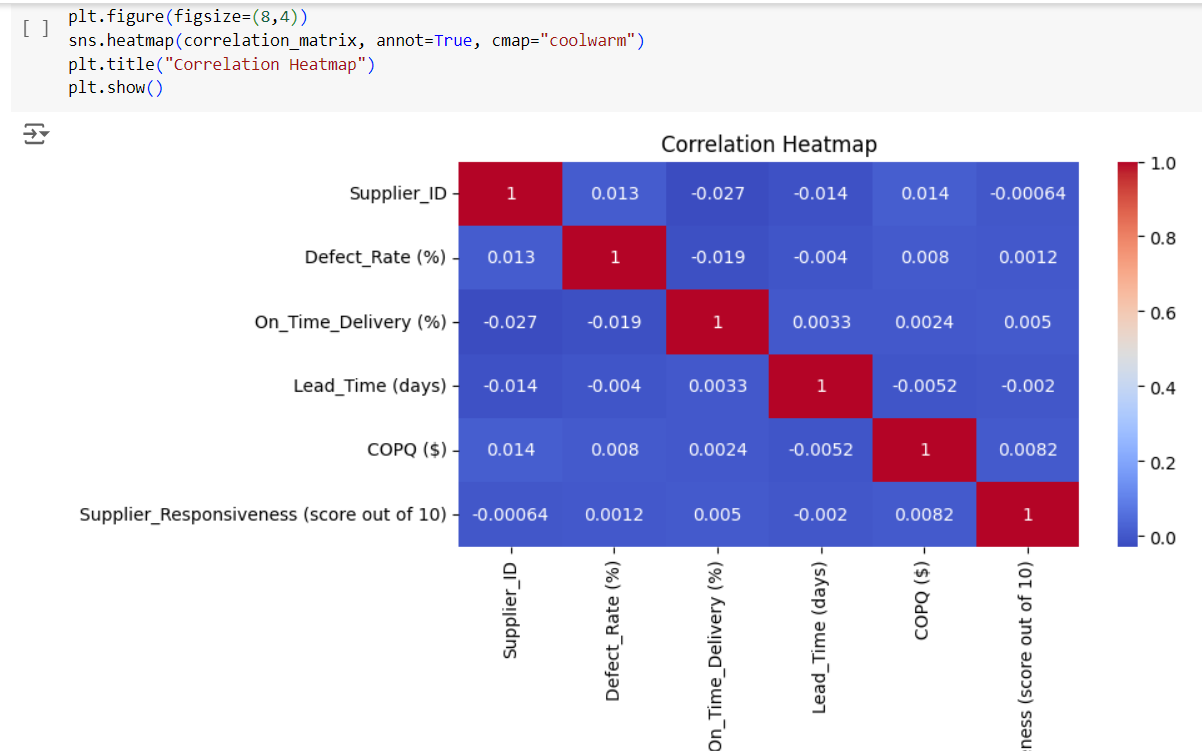 [ ]
plt.figure(figsize=(8,4))
sns.heatmap(correlation_matrix, annot=True, cmap="coolwarm")
plt.title("Correlation Heatmap")
plt.show()
Correlation Heatmap
Supplier_ID 1 0.013 -0.027 -0.014 0.014 -0.00064
Defect_Rate (%) 0.013 1 -0.019 -0.004 0.008 0.0012
On_Time_Delivery (%) -0.027 -0.019 1 0.0033 0.0024 0.005
Lead_Time (days) -0.014 -0.004 0.0033 1 -0.0052 -0.002
COPQ ($) 0.014 0.008 0.0024 -0.0052 1 0.0082
Supplier_Responsiveness (score out of 10) -0.00064 0.0012 0.005 -0.002 0.0082 1
Supplier_ID
Defect_Rate (%)
On_Time_Delivery (%)
Lead_Time (days)
COPQ ($)
ness (score out of 10)
1.0
0.8
0.6
0.4
0.2
0.0